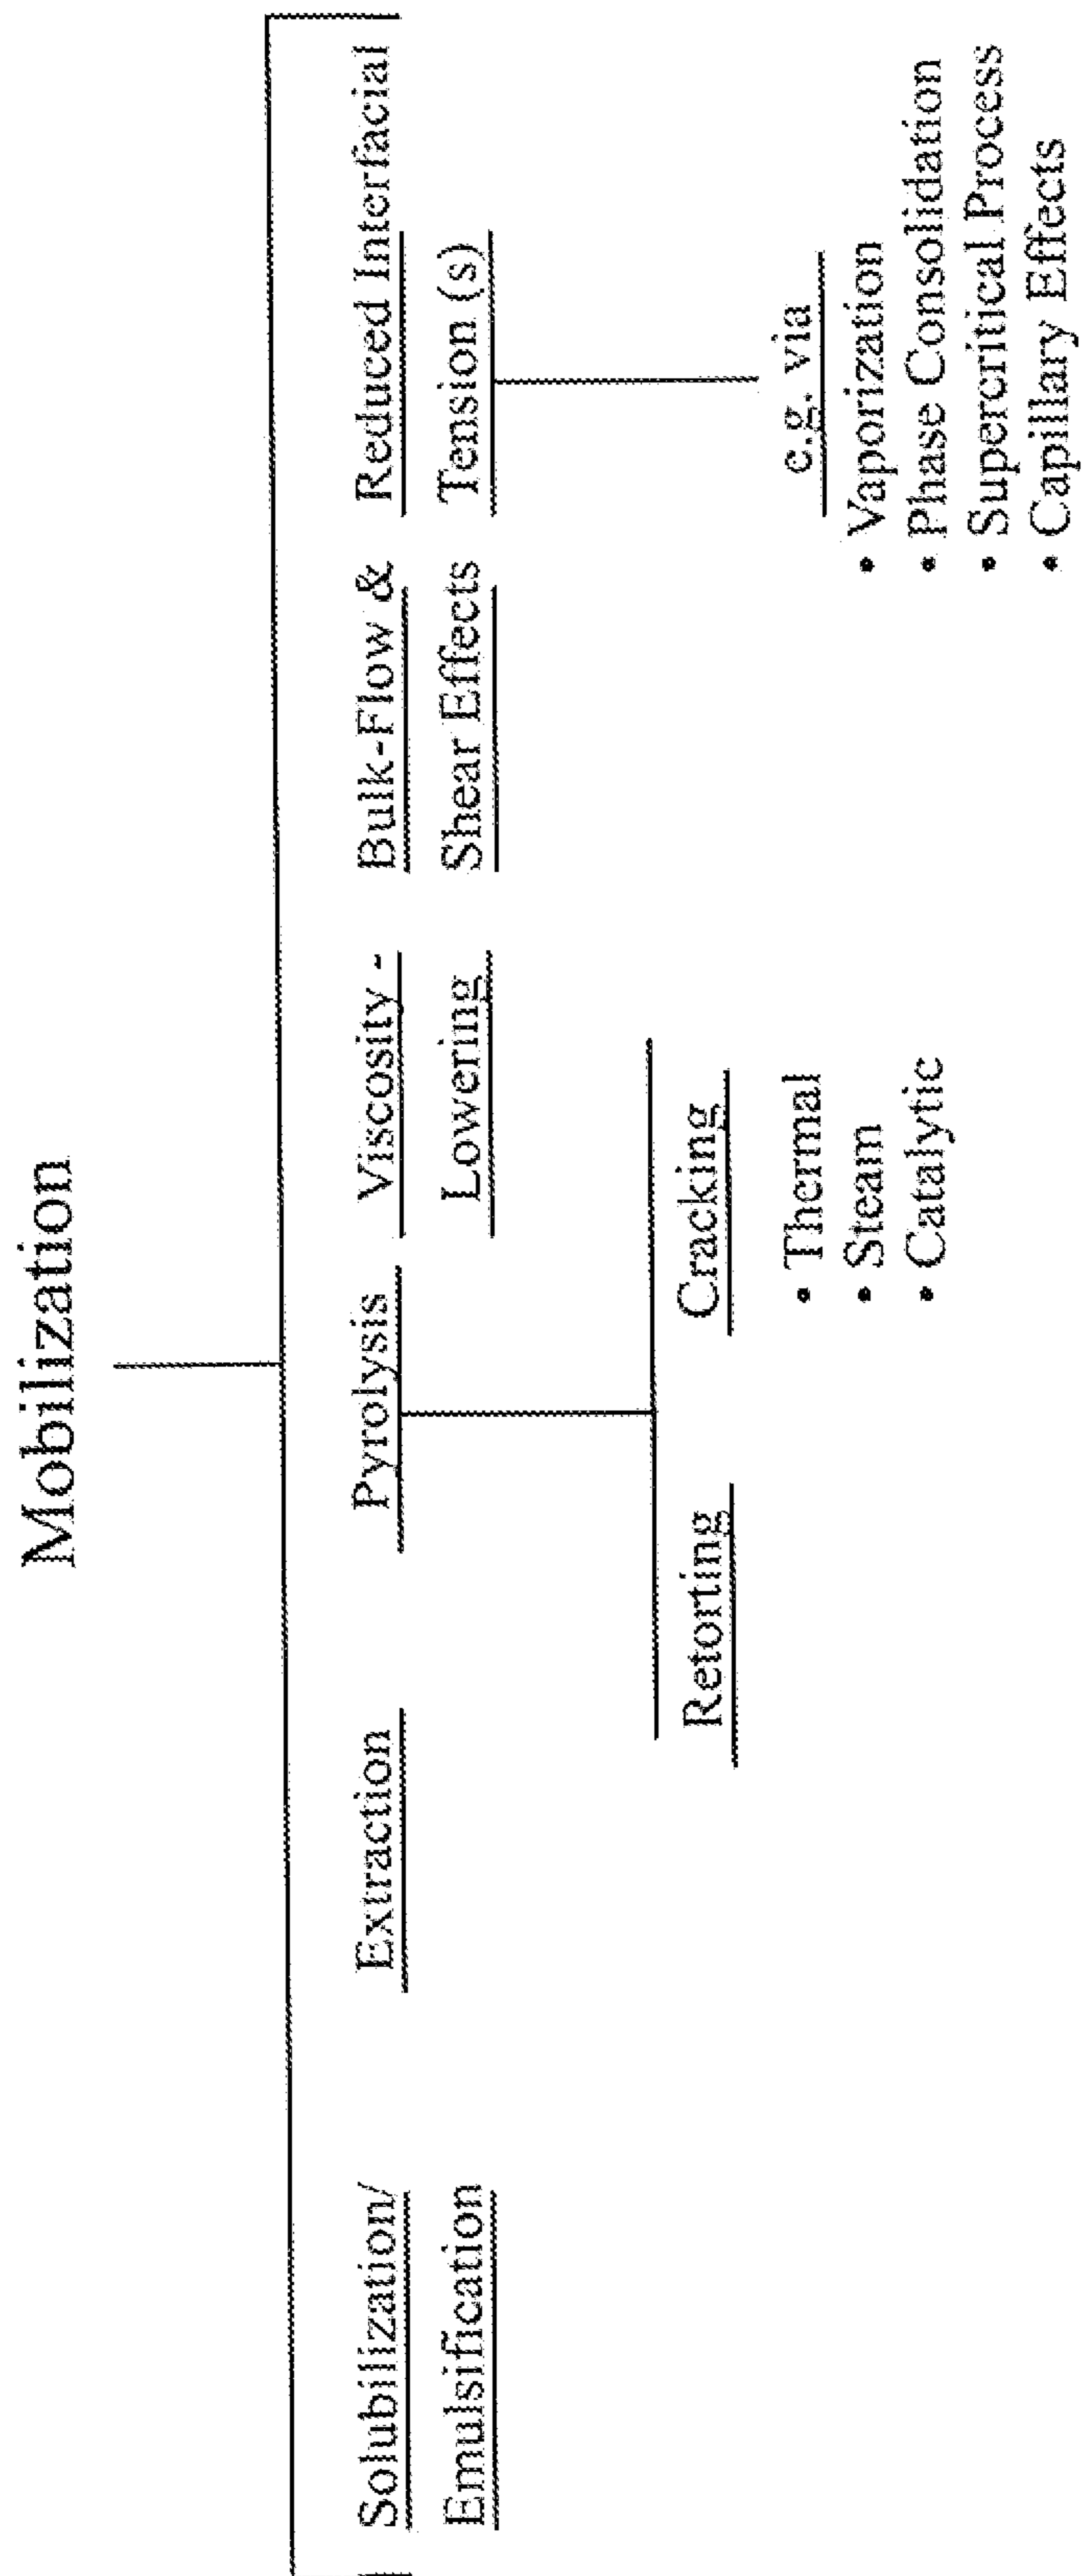 Mobilization
Solubilization/
Emulsification
Extraction
Pyrolysis
Viscosity -
Lowering
Bulk-Flow &
Shear Effects
Reduced Interfacial
Tension (s)
Retorting
Cracking
• Thermal
• Steam
• Catalytic
e.g. via
• Vaporization
• Phase Consolidation
• Supercritical Process
• Capillary Effects